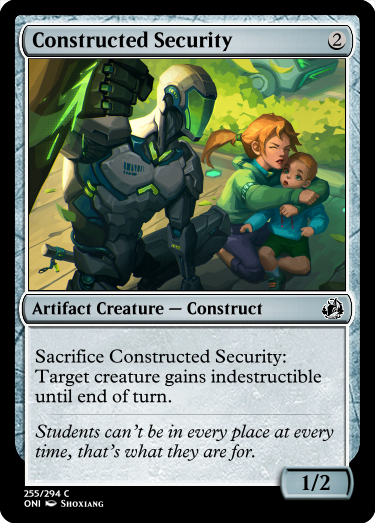 Constructed Security 2
Artifact Creature — Construct
Sacrifice Constructed Security:
Target creature gains indestructible
until end of turn.
Students can't be in every place at every
time, that's what they are for.
1/2
255/294 C
ONI Shoxiang